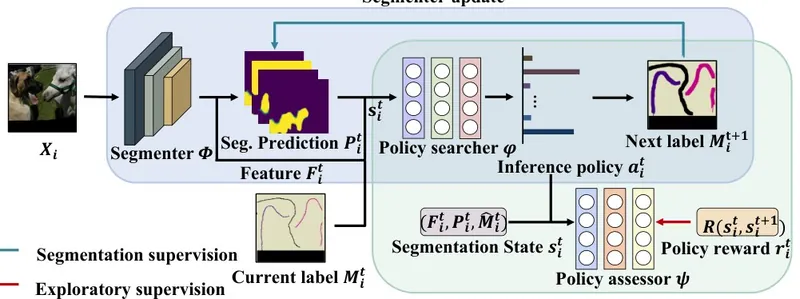 Segmenter update
X_i
Segmenter Φ
Seg. Prediction P_i^t
Feature F_i^t
s_i^t
Policy searcher φ
...
Inference policy a_i^t
Next label M_i^{t+1}
(F_i^t, P_i^t, M̂_i^t)
Segmentation State s_i^t
R(s_i^t, s_i^{t+1})
Policy reward r_i^t
Policy assessor ψ
Current label M_i^t
Segmentation supervision
Exploratory supervision